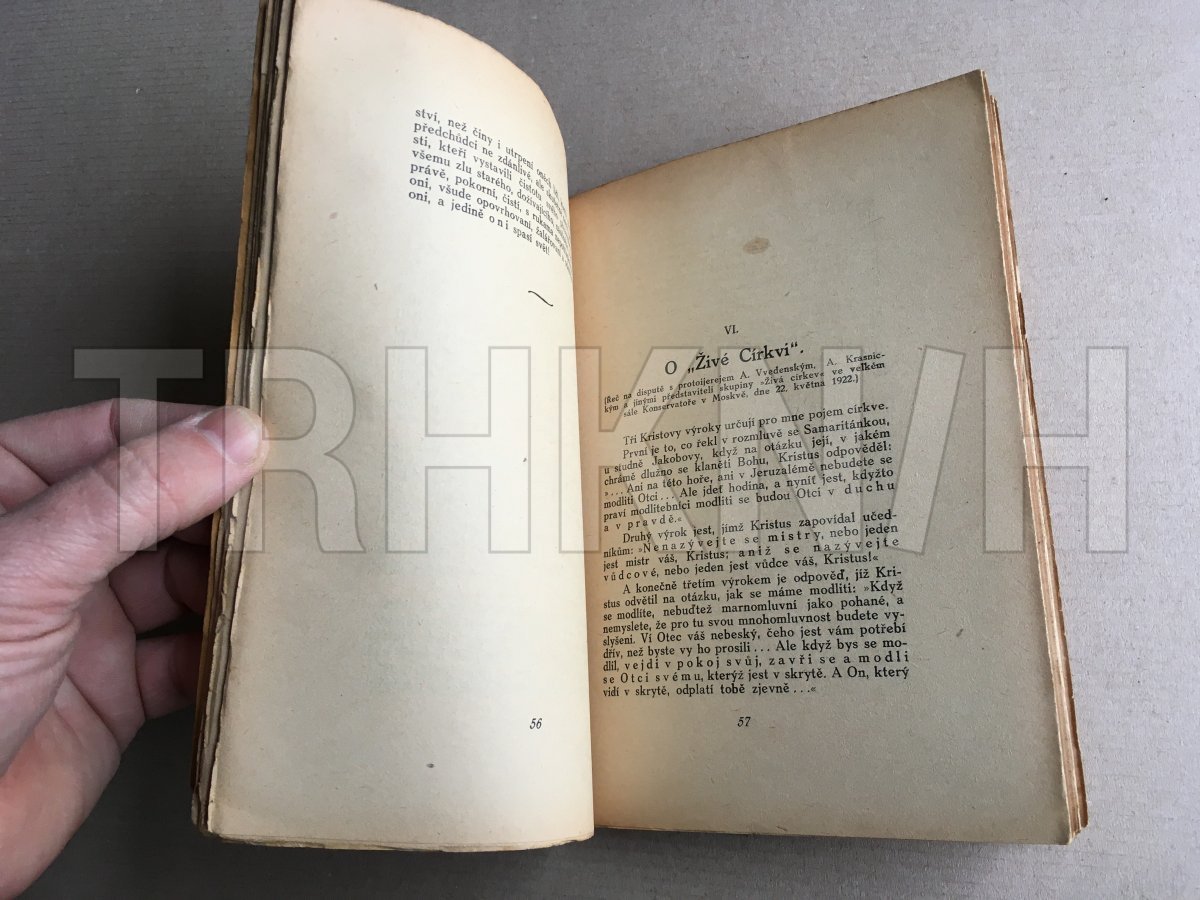 ství, než činy i utrpení oněch
předchůdci ne zdánlivé, ale
sti, kteří vystavili čistotu
všemu zlu starého, dožívajícího
právě, pokorní, čistí, s rukama
oni, všude opovrhovaní, žalářovaní
oni, a jedině oni spasí svět!
56
VI.
O „Živé Církvi“.
(Řeč na disputě s protoijerejem A. Vvedenským, A. Krasnic-
kým a jinými představiteli skupiny »Živá církev« ve velkém
sále Konservatoře v Moskvě, dne 22. května 1922.)
Tři Kristovy výroky určují pro mne pojem církve.
První je to, co řekl v rozmluvě se Samaritánkou,
u studně Jakobovy, když na otázku její, v jakém
chrámě dlužno se klaněti Bohu, Kristus odpověděl:
»... Ani na této hoře, ani v Jeruzalémě nebudete se
modliti Otci... Ale jdeť hodina, a nyníť jest, kdyžto
praví modlitebníci modliti se budou Otci v duchu
a v pravdě.«
Druhý výrok jest, jímž Kristus zapovídal učed-
níkům: »Nenazývejte se mistry, nebo jeden
jest mistr váš, Kristus; aniž se nazývejte
vůdcové, nebo jeden jest vůdce váš, Kristus!«
A konečně třetím výrokem je odpověď, jíž Kri-
stus odvětil na otázku, jak se máme modliti: »Když
se modlíte, nebuďtež marnomluvní jako pohané, a
nemyslete, že pro tu svou mnohomluvnost budete vy-
slyšeni. Ví Otec váš nebeský, čeho jest vám potřebí
dřív, než byste vy ho prosili... Ale když bys se mo-
dlil, vejdi v pokoj svůj, zavři se a modli
se Otci svému, kterýž jest v skrytě. A On, který
vidí v skrytě, odplatí tobě zjevně...«
57
TRHKNIH